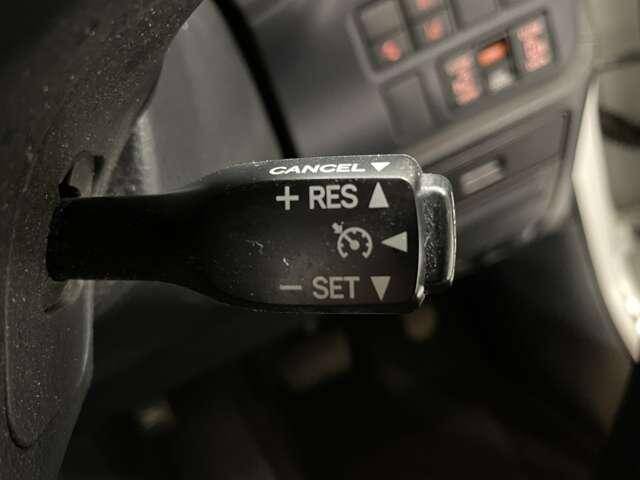 CANCEL ▼
+ RES ▲
◀
− SET ▼